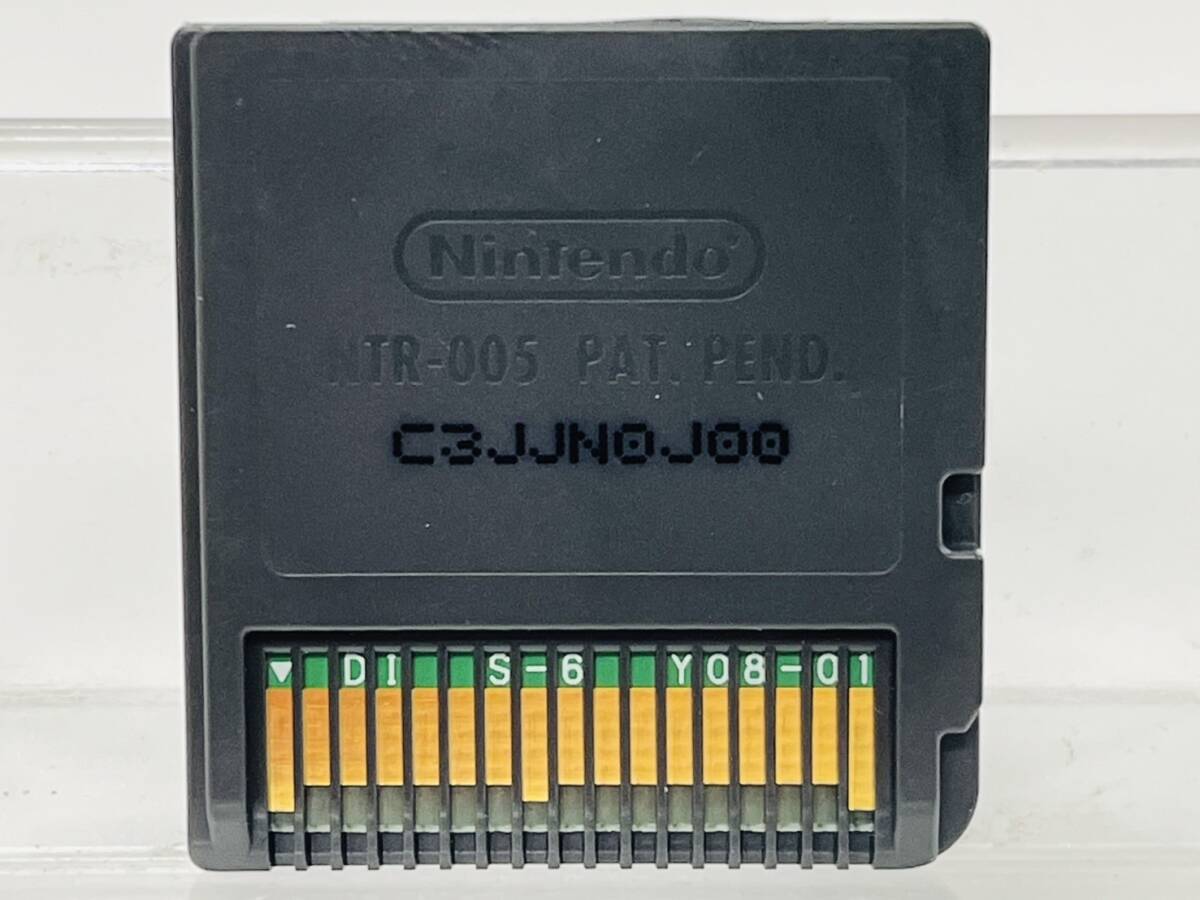 Nintendo
NTR-005 PAT. PEND.
C3JJN0J00
▼ DI S-6 Y08-01